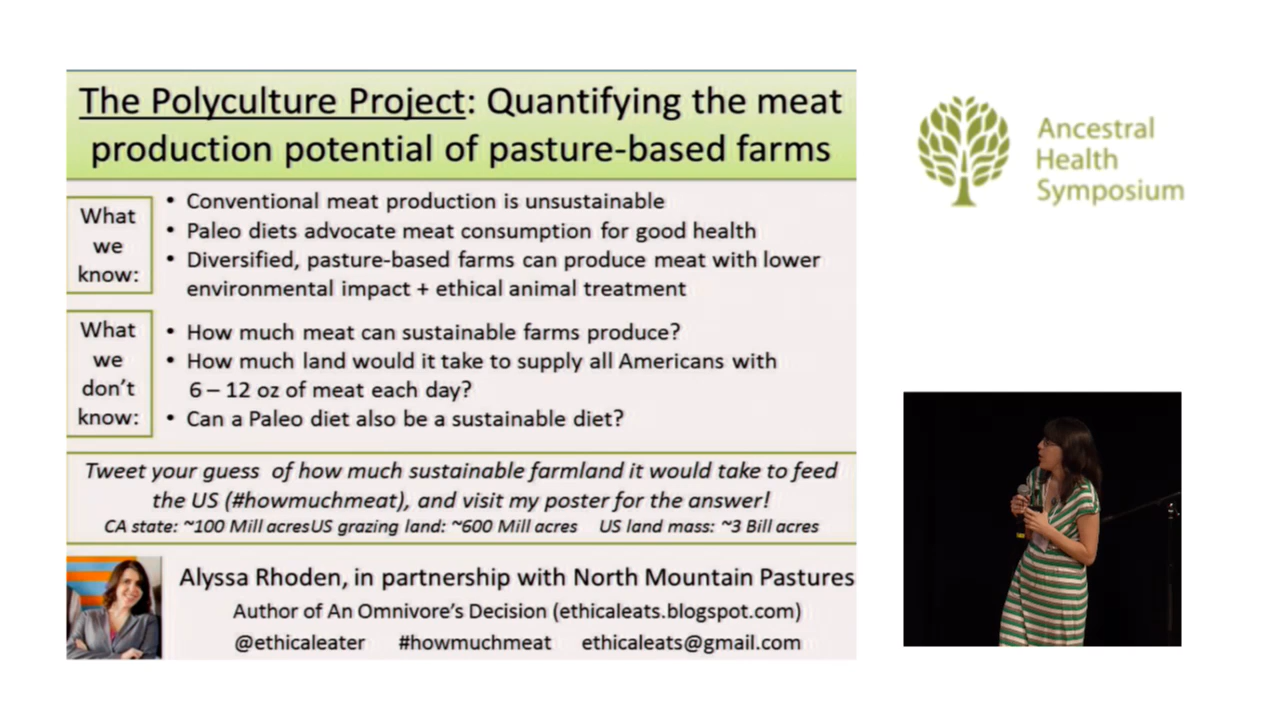 The Polyculture Project: Quantifying the meat
production potential of pasture-based farms
What
we
know:
• Conventional meat production is unsustainable
• Paleo diets advocate meat consumption for good health
• Diversified, pasture-based farms can produce meat with lower
environmental impact + ethical animal treatment
What
we
don't
know:
• How much meat can sustainable farms produce?
• How much land would it take to supply all Americans with
6 – 12 oz of meat each day?
• Can a Paleo diet also be a sustainable diet?
Tweet your guess of how much sustainable farmland it would take to feed
the US (#howmuchmeat), and visit my poster for the answer!
CA state: ~100 Mill acres US grazing land: ~600 Mill acres US land mass: ~3 Bill acres
Alyssa Rhoden, in partnership with North Mountain Pastures
Author of An Omnivore's Decision (ethicaleats.blogspot.com)
@ethicaleater #howmuchmeat ethicaleats@gmail.com
Ancestral
Health
Symposium